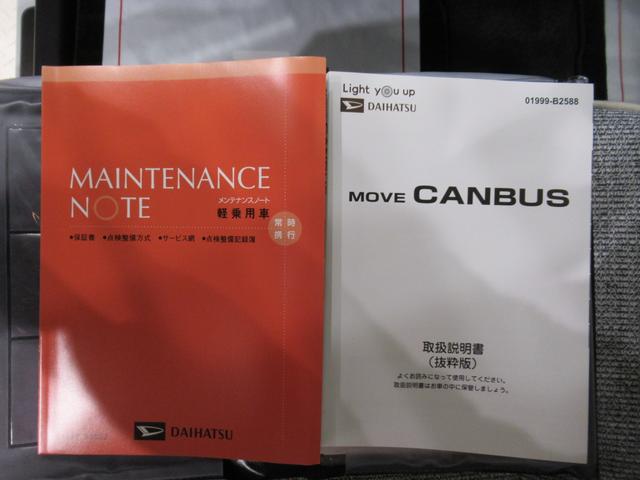 MAINTENANCE
NOTE
メンテナンスノート
軽乗用車
常時
携行
●保証書 ●点検整備方式 ●サービス網 ●点検整備記録簿
DAIHATSU
Light you up
DAIHATSU
01999-B2588
MOVE CANBUS
取扱説明書
(抜粋版)
よくお読みになって使用してください。
取扱説明書はお車の中に保管しましょう。